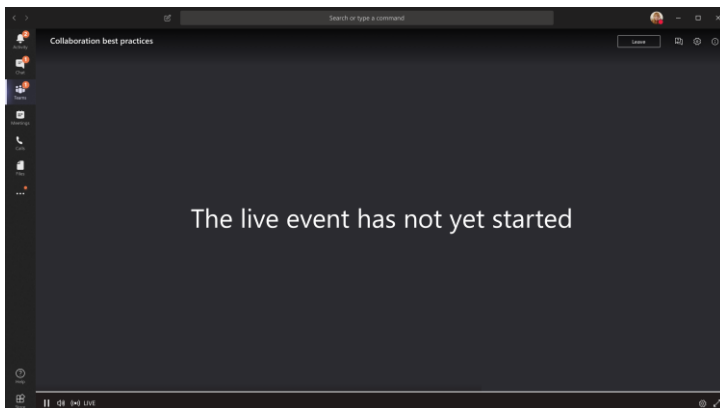 Search or type a command
Activity
Collaboration best practices
Leave
Chat
Teams
Meetings
Calls
Files
The live event has not yet started
Help
LIVE